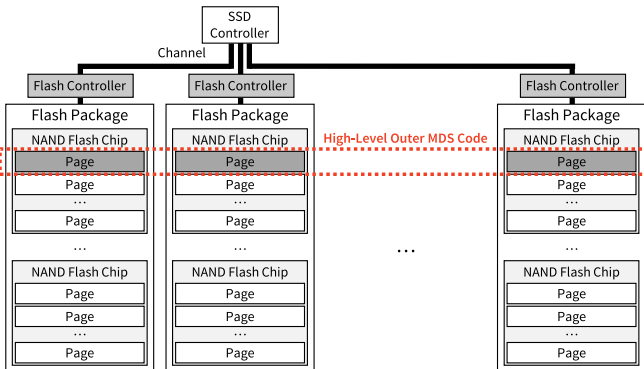 SSD
Controller
Channel
Flash Controller
Flash Controller
Flash Controller
Flash Package
NAND Flash Chip
Page
Page
...
Page
...
NAND Flash Chip
Page
Page
...
Page
Flash Package
NAND Flash Chip
Page
Page
...
Page
...
NAND Flash Chip
Page
Page
...
Page
High-Level Outer MDS Code
...
Flash Package
NAND Flash Chip
Page
Page
...
Page
...
NAND Flash Chip
Page
Page
...
Page